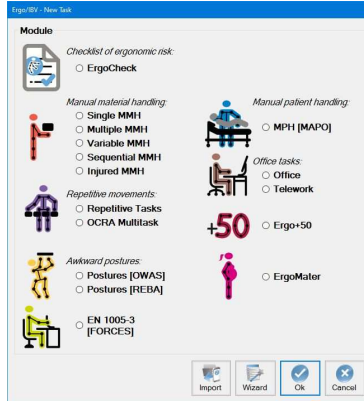 Ergo/IBV - New Task
Module
Checklist of ergonomic risk:
ErgoCheck
Manual material handling:
Single MMH
Multiple MMH
Variable MMH
Sequential MMH
Injured MMH
Repetitive movements:
Repetitive Tasks
OCRA Multitask
Awkward postures:
Postures [OWAS]
Postures [REBA]
EN 1005-3
[FORCES]
Manual patient handling:
MPH [MAPO]
Office tasks:
Office
Telework
+50
Ergo+50
ErgoMater
Import
Wizard
Ok
Cancel